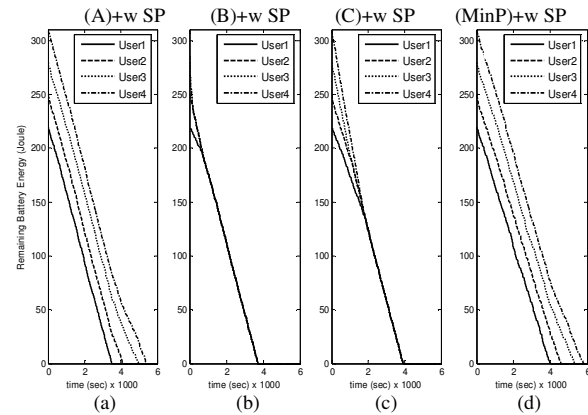 (A)+w SP (B)+w SP (C)+w SP (MinP)+w SP
User1 User1 User1 User1
User2 User2 User2 User2
User3 User3 User3 User3
User4 User4 User4 User4
Remaining Battery Energy (Joule)
300 300 300 300
250 250 250 250
200 200 200 200
150 150 150 150
100 100 100 100
50 50 50 50
0 0 0 0
0 2 4 6 0 2 4 6 0 2 4 6 0 2 4 6
time (sec) x 1000 time (sec) x 1000 time (sec) x 1000 time (sec) x 1000
(a) (b) (c) (d)